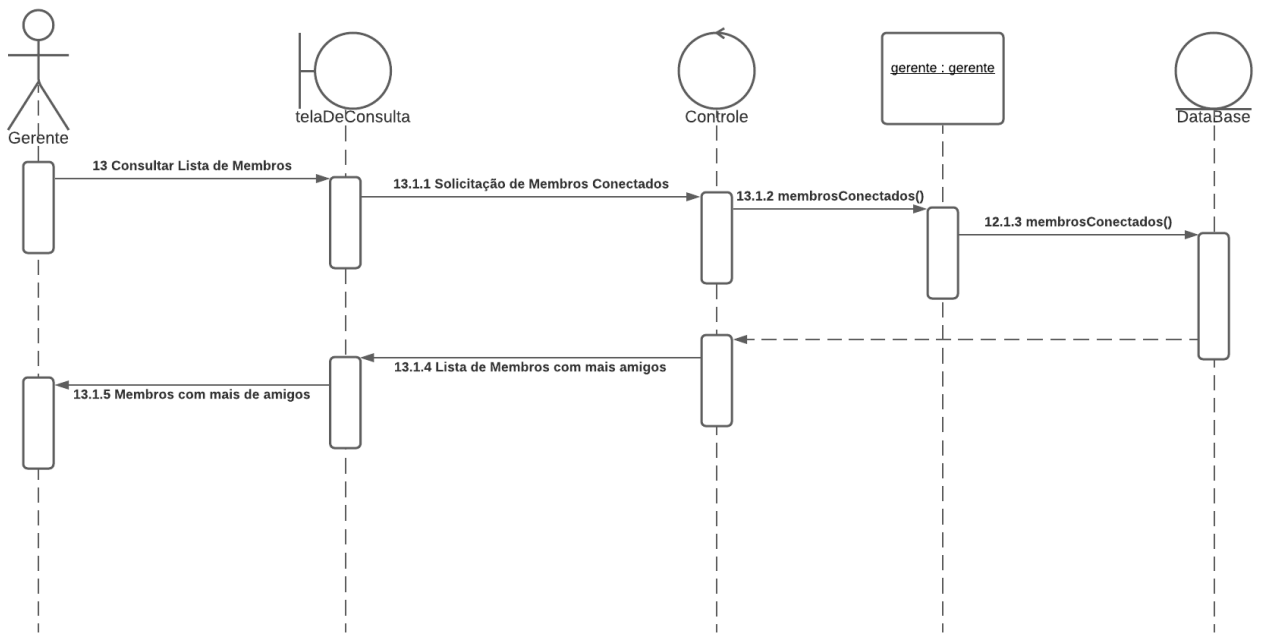 gerente : gerente
telaDeConsulta
Controle
DataBase
Gerente
13 Consultar Lista de Membros
13.1.1 Solicitação de Membros Conectados
13.1.2 membrosConectados()
12.1.3 membrosConectados()
13.1.4 Lista de Membros com mais amigos
13.1.5 Membros com mais de amigos